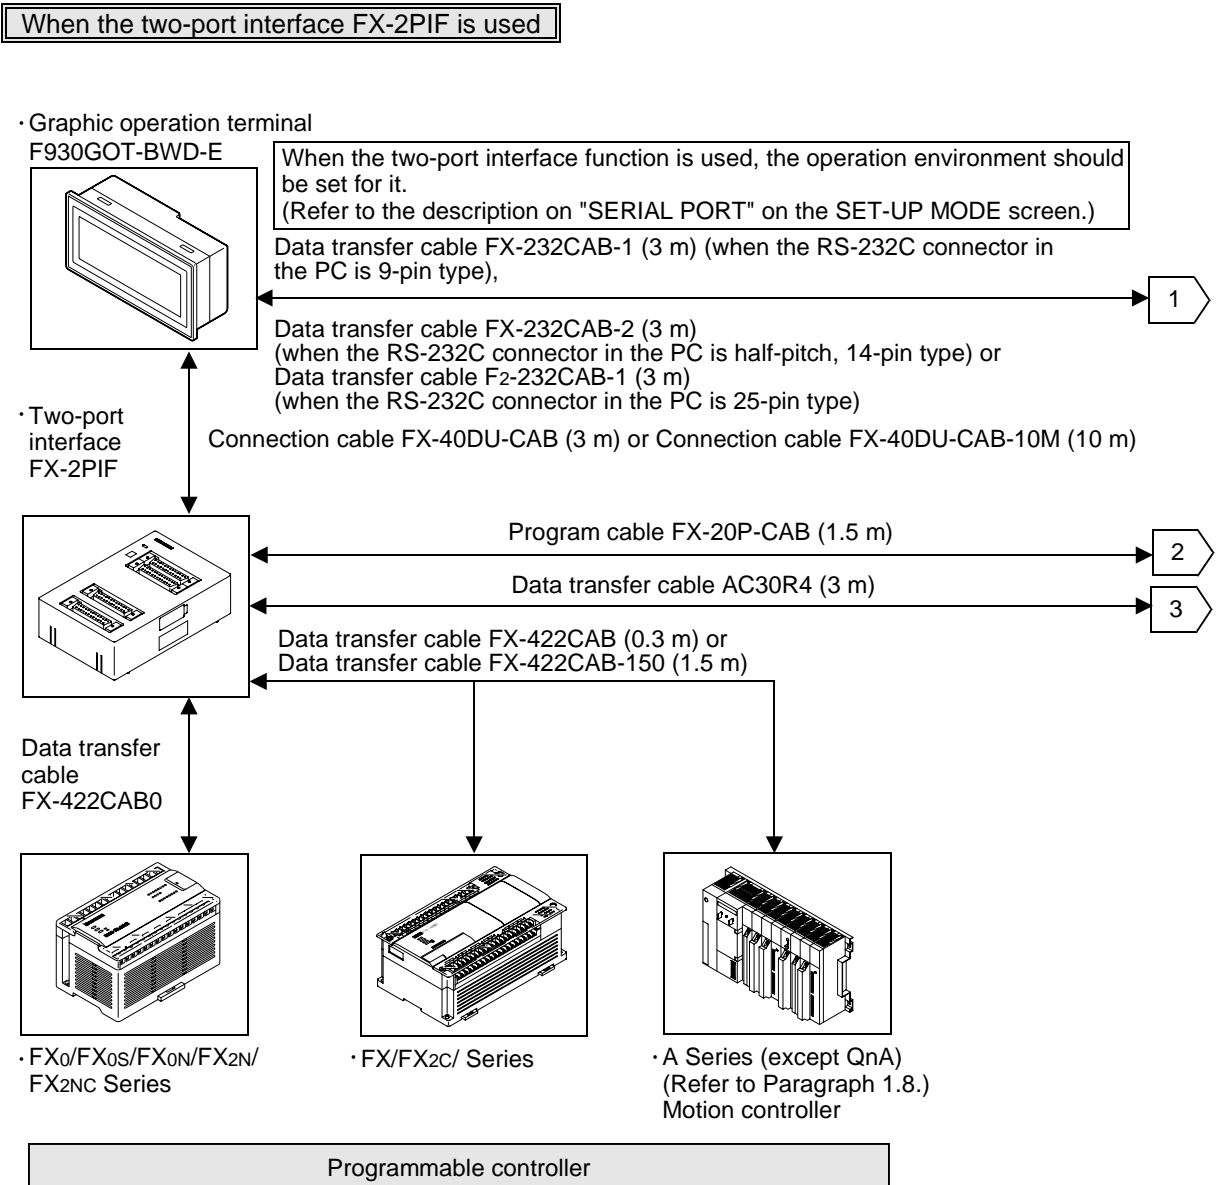 When the two-port interface FX-2PIF is used
·Graphic operation terminal
F930GOT-BWD-E
When the two-port interface function is used, the operation environment should
be set for it.
(Refer to the description on "SERIAL PORT" on the SET-UP MODE screen.)
Data transfer cable FX-232CAB-1 (3 m) (when the RS-232C connector in
the PC is 9-pin type),
1
Data transfer cable FX-232CAB-2 (3 m)
(when the RS-232C connector in the PC is half-pitch, 14-pin type) or
Data transfer cable F2-232CAB-1 (3 m)
(when the RS-232C connector in the PC is 25-pin type)
·Two-port
interface
FX-2PIF
Connection cable FX-40DU-CAB (3 m) or Connection cable FX-40DU-CAB-10M (10 m)
Program cable FX-20P-CAB (1.5 m)
2
Data transfer cable AC30R4 (3 m)
3
Data transfer cable FX-422CAB (0.3 m) or
Data transfer cable FX-422CAB-150 (1.5 m)
Data transfer
cable
FX-422CAB0
·FX0/FX0S/FX0N/FX2N/
FX2NC Series
·FX/FX2C/ Series
·A Series (except QnA)
(Refer to Paragraph 1.8.)
Motion controller
Programmable controller